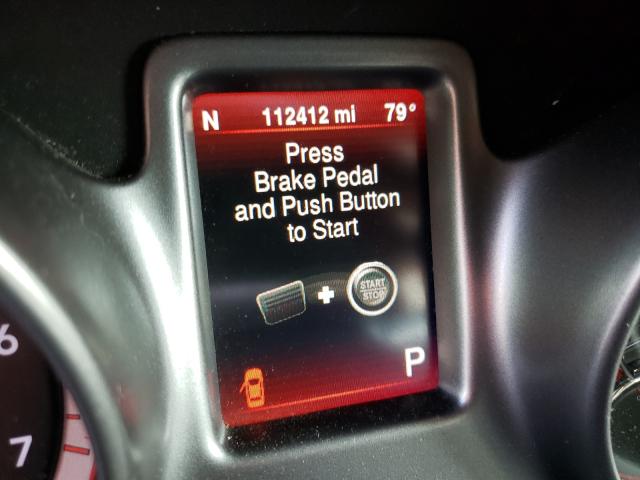 N 112412 mi 79°
Press
Brake Pedal
and Push Button
to Start
START
STOP
P
6
7